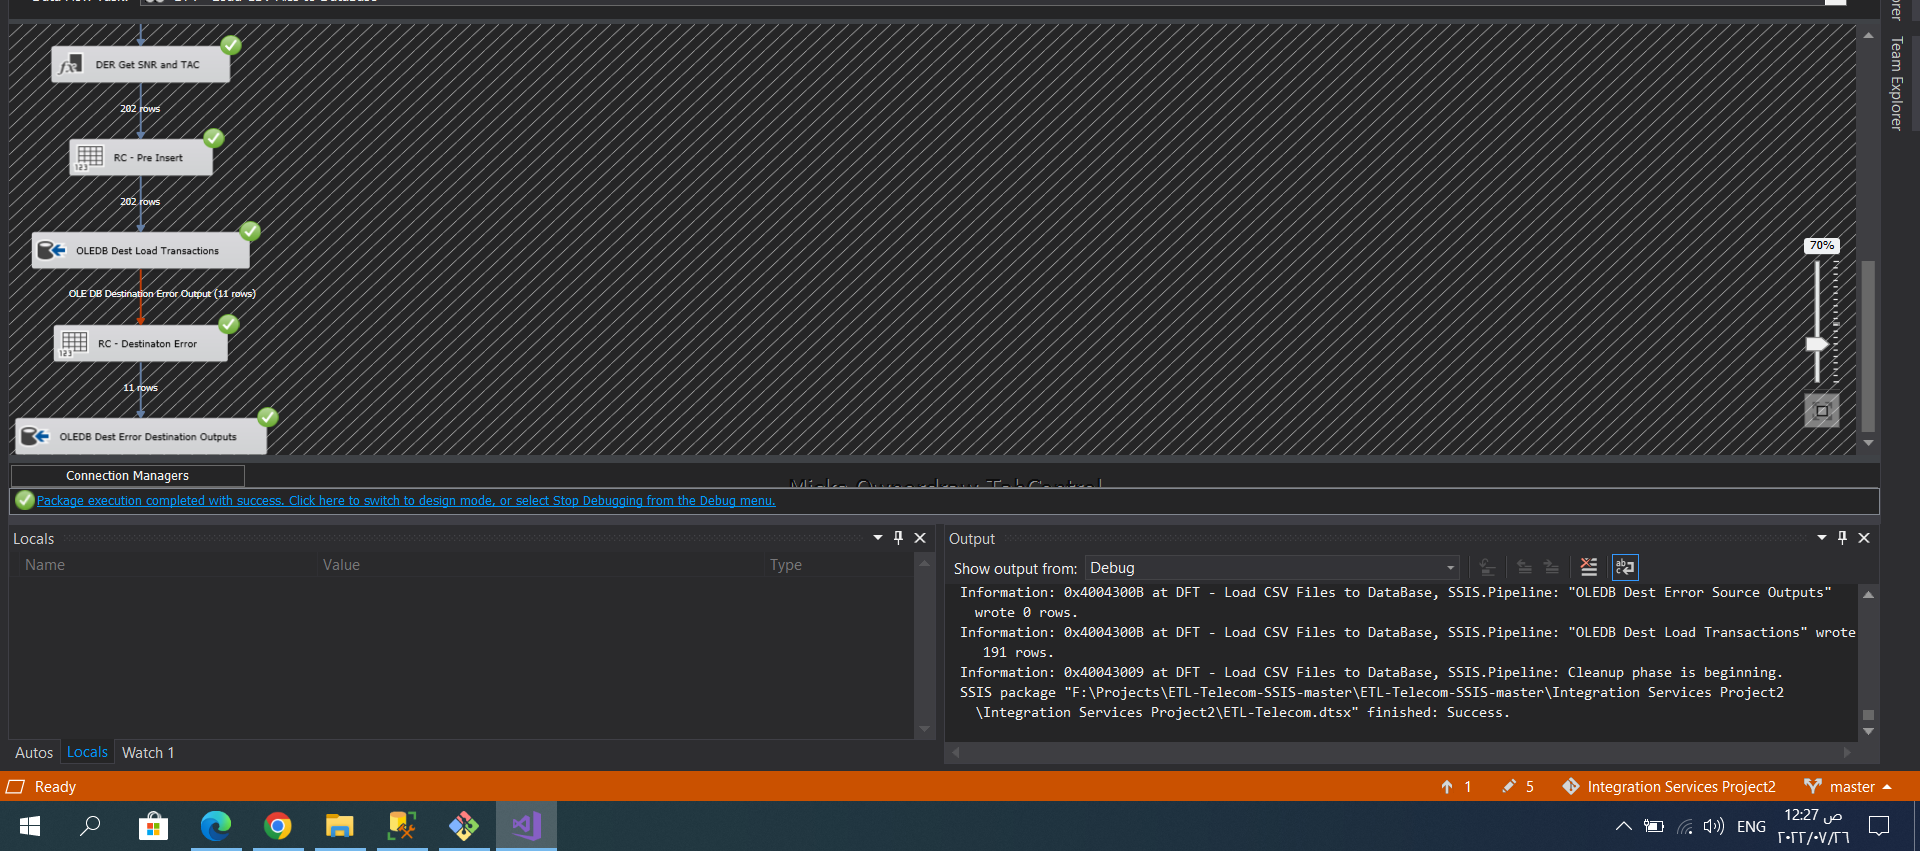 DER Get SNR and TAC
202 rows
RC - Pre Insert
202 rows
OLEDB Dest Load Transactions
OLE DB Destination Error Output (11 rows)
RC - Destinaton Error
11 rows
OLEDB Dest Error Destination Outputs
70%
Team Explorer
Connection Managers
Package execution completed with success. Click here to switch to design mode, or select Stop Debugging from the Debug menu.
Locals
Name Value Type
Autos Locals Watch 1
Output
Show output from: Debug
Information: 0x4004300B at DFT - Load CSV Files to DataBase, SSIS.Pipeline: "OLEDB Dest Error Source Outputs"
wrote 0 rows.
Information: 0x4004300B at DFT - Load CSV Files to DataBase, SSIS.Pipeline: "OLEDB Dest Load Transactions" wrote
191 rows.
Information: 0x40043009 at DFT - Load CSV Files to DataBase, SSIS.Pipeline: Cleanup phase is beginning.
SSIS package "F:\Projects\ETL-Telecom-SSIS-master\ETL-Telecom-SSIS-master\Integration Services Project2
\Integration Services Project2\ETL-Telecom.dtsx" finished: Success.
Ready
1 5 Integration Services Project2 master
ENG
12:27 ص
٢٠٢٢/٠٧/٢٦